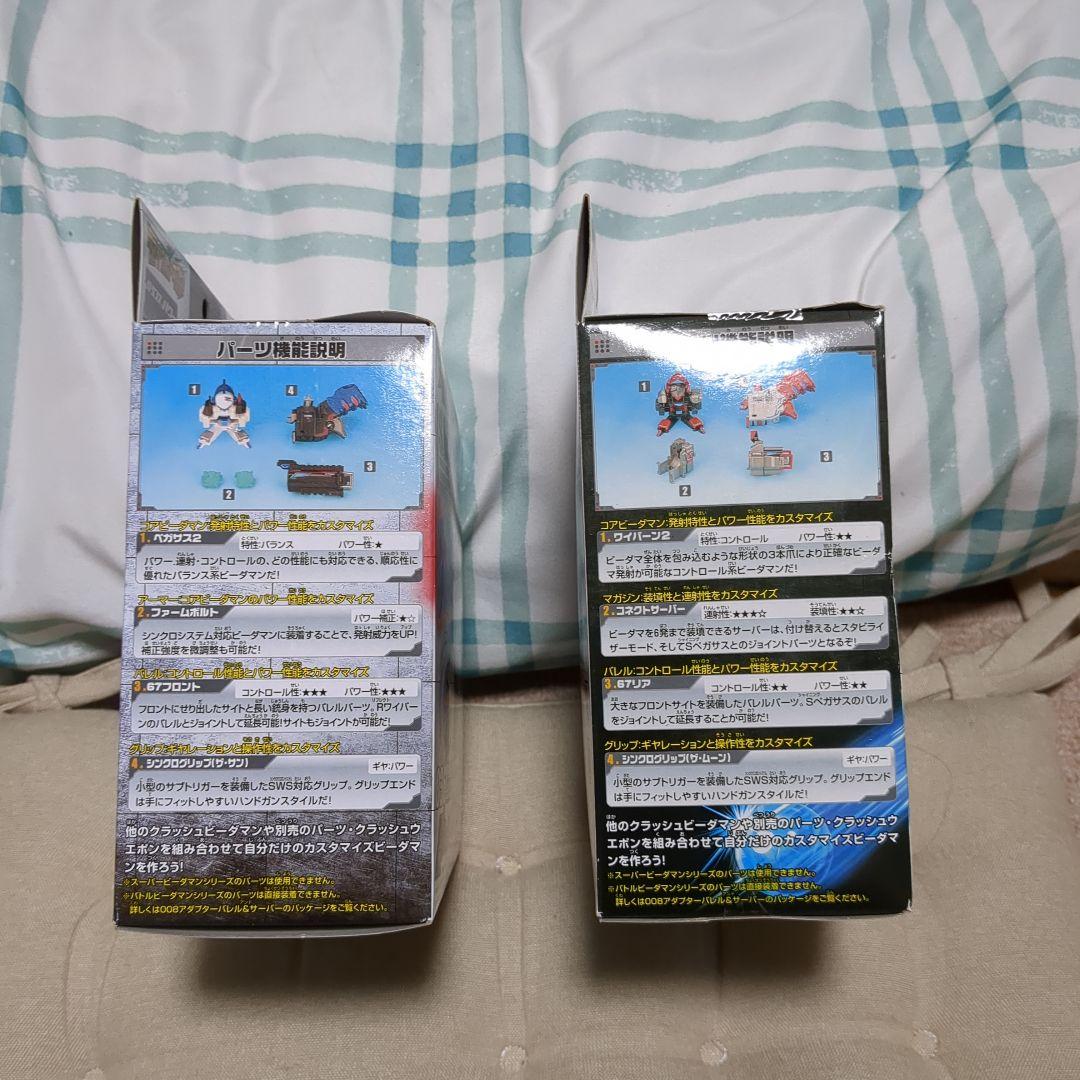 パーツ機能説明
1
4
2
3
コアビーダマン:発射特性とパワー性能をカスタマイズ
1.ペガサス2 特性:バランス パワー性:★
パワー、連射・コントロールの、どの性能にも対応できる、順応性に
優れたバランス系ビーダマンだ!
アーマー:コアビーダマンのパワー性能をカスタマイズ
2.ファームボルト パワー補正:★☆
シンクロシステム対応ビーダマンに装着することで、発射威力をUP!
補正強度を微調整も可能だ!
バレル:コントロール性能とパワー性能をカスタマイズ
3.67フロント コントロール性:★★★ パワー性:★★★
フロントにせり出したサイトと長い銃身を持つバレルパーツ。Rワイバー
ンのバレルとジョイントして延長可能!サイトもジョイントが可能だ!
グリップ:ギヤレーションと操作性をカスタマイズ
4.シンクログリップ(ザ・サン) ギヤ:パワー
小型のサブトリガーを装備したSWS対応グリップ。グリップエンド
は手にフィットしやすいハンドガンスタイルだ!
他のクラッシュビーダマンや別売のパーツ・クラッシュウ
エポンを組み合わせて自分だけのカスタマイズビーダマ
ンを作ろう!
※スーパービーダマンシリーズのパーツは使用できません。
※バトルビーダマンシリーズのパーツは直接装着できません。
詳しくは008アダプターバレル&サーバーのパッケージをご覧ください。
機能説明
1
2
3
コアビーダマン:発射特性とパワー性能をカスタマイズ
1.ワイバーン2 特性:コントロール パワー性:★★
ビーダマ全体を包み込むような形状の3本爪により正確なビーダ
マ発射が可能なコントロール系ビーダマンだ!
マガジン:装填性と連射性をカスタマイズ
2.コネクトサーバー 連射性:★★★☆ 装填性:★☆
ビーダマを6発まで装填できるサーバーは、付け替えるとスタビライ
ザーモード、そしてSペガサスとのジョイントパーツとなるぞ!
バレル:コントロール性能とパワー性能をカスタマイズ
3.67リア コントロール性:★★ パワー性:★★
大きなフロントサイトを装備したバレルパーツ。Sペガサスのバレル
をジョイントして延長することが可能だ!
グリップ:ギヤレーションと操作性をカスタマイズ
4.シンクログリップ(ザ・ムーン) ギヤ:パワー
小型のサブトリガーを装備したSWS対応グリップ。グリップエンド
は手にフィットしやすいハンドガンスタイルだ!
他のクラッシュビーダマンや別売のパーツ・クラッシュウ
エポンを組み合わせて自分だけのカスタマイズビーダマ
ンを作ろう!
※スーパービーダマンシリーズのパーツは使用できません。
※バトルビーダマンシリーズのパーツは直接装着できません。
詳しくは008アダプターバレル&サーバーのパッケージをご覧ください。